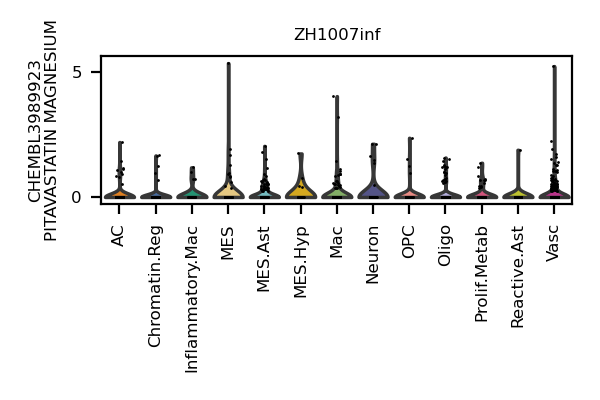 ZH1007inf
CHEMBL3989923
PITAVASTATIN MAGNESIUM
5
0
AC
Chromatin.Reg
Inflammatory.Mac
MES
MES.Ast
MES.Hyp
Mac
Neuron
OPC
Oligo
Prolif.Metab
Reactive.Ast
Vasc